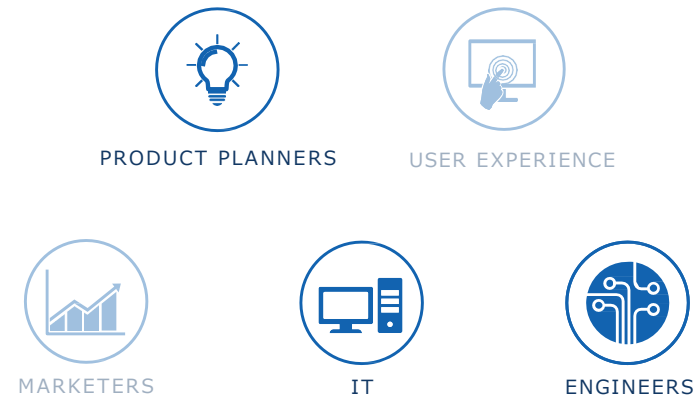 PRODUCT PLANNERS
USER EXPERIENCE
MARKETERS
IT
ENGINEERS